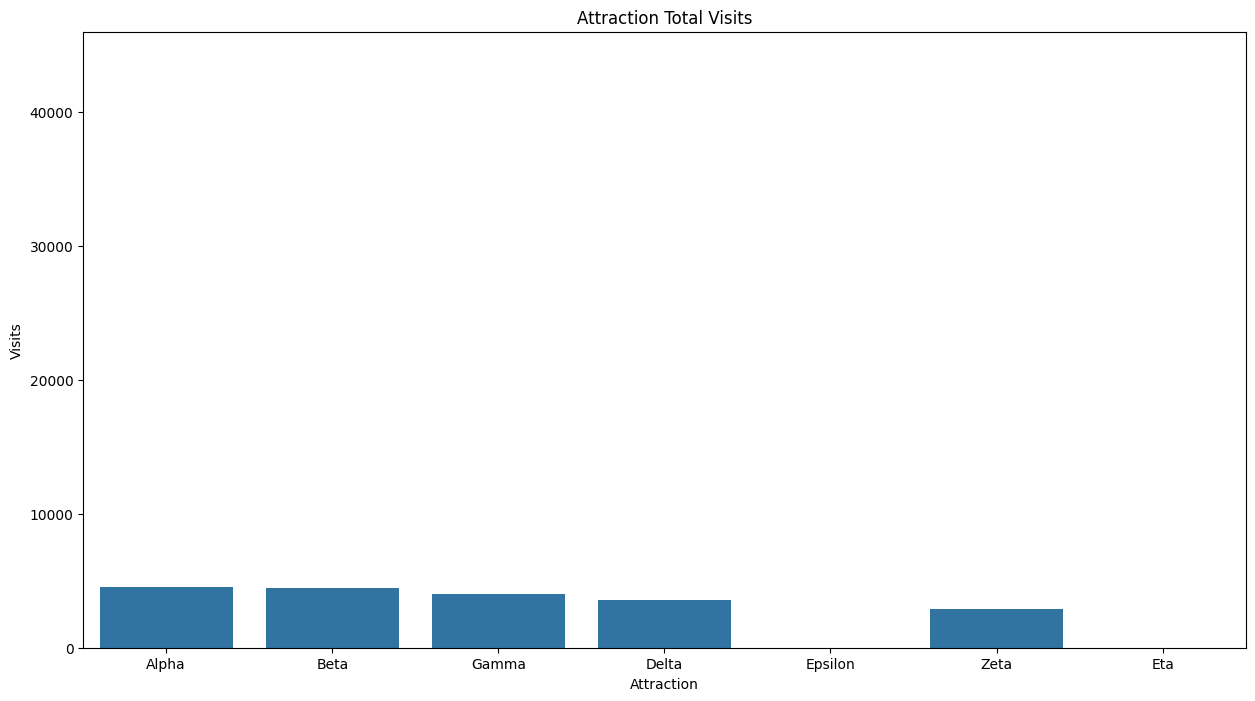 Attraction Total Visits
40000
30000
20000
10000
0
Visits
Alpha Beta Gamma Delta Epsilon Zeta Eta
Attraction